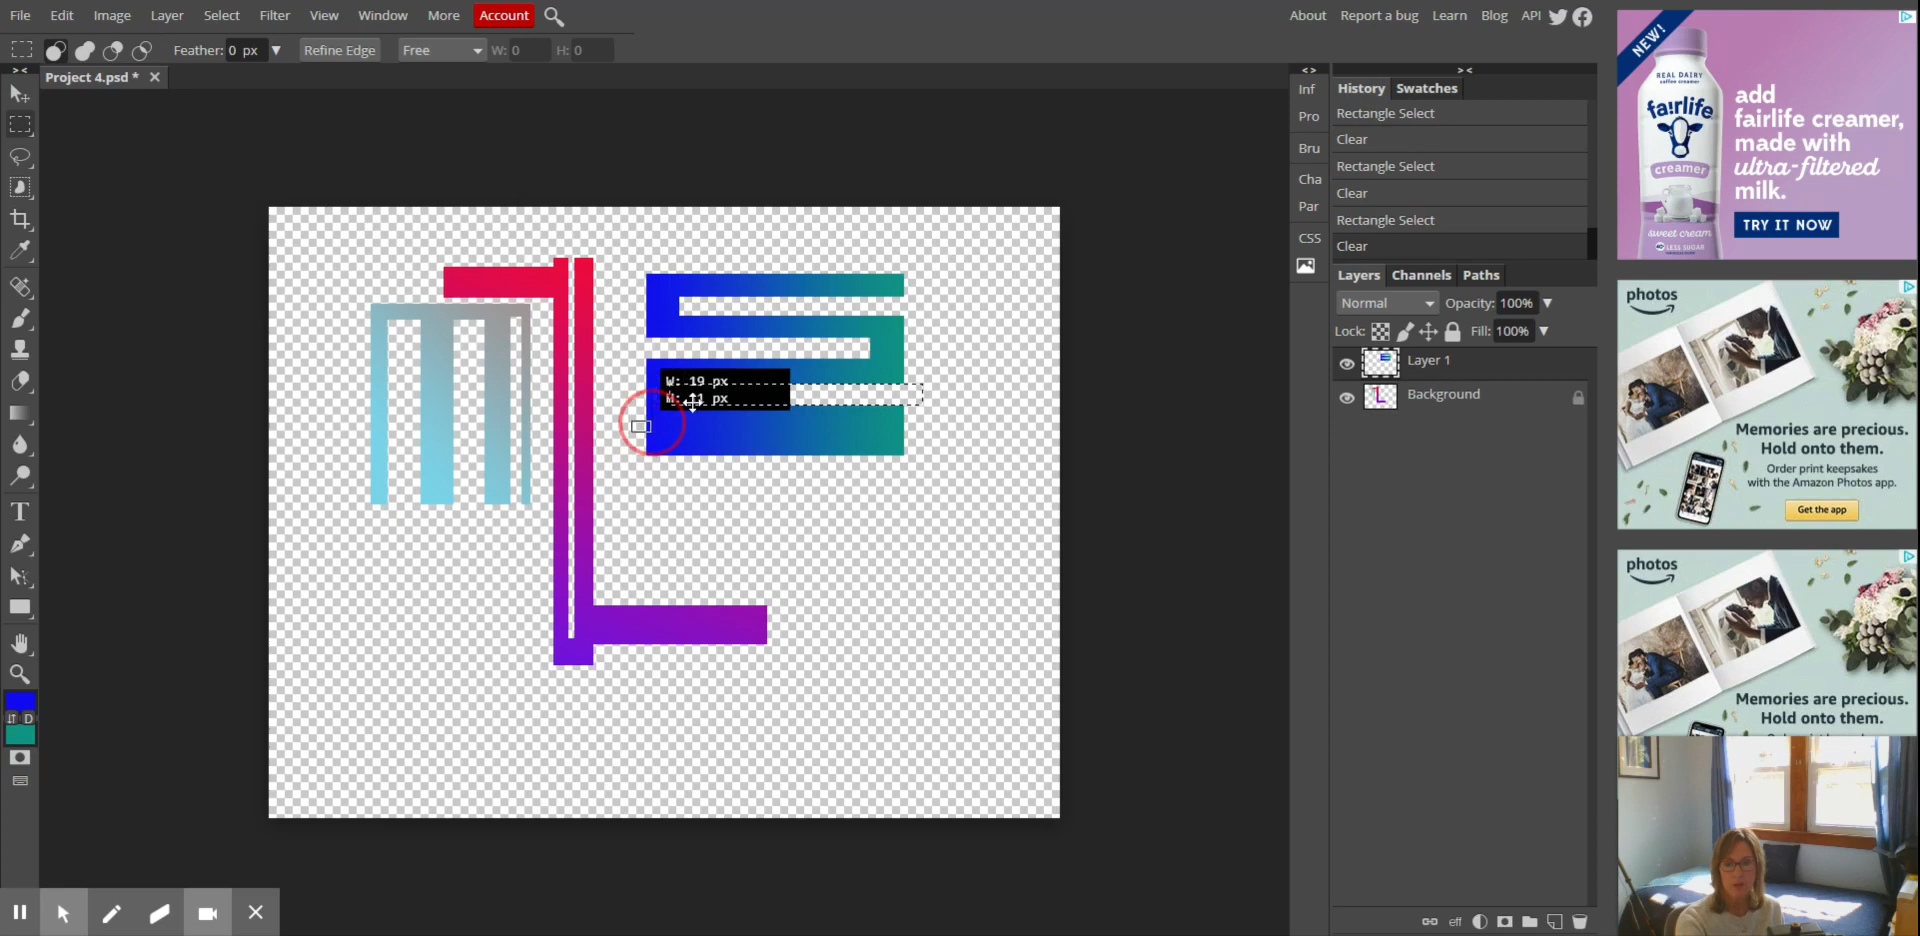 File Edit Image Layer Select Filter View Window More Account
About Report a bug Learn Blog API
Feather: 0 px Refine Edge Free W: 0 H: 0
> <
Project 4.psd *
< >
> <
Inf
Pro
Bru
Cha
Par
CSS
History Swatches
Rectangle Select
Clear
Rectangle Select
Clear
Rectangle Select
Clear
Layers Channels Paths
Normal Opacity: 100%
Lock: Fill: 100%
Layer 1
Background
eff
W: 19 px
D
NEW!
REAL DAIRY
coffee creamer
fa!rlife
creamer
sweet cream
LESS SUGAR
add
fairlife creamer,
made with
ultra-filtered
milk.
TRY IT NOW
photos
Memories are precious.
Hold onto them.
Order print keepsakes
with the Amazon Photos app.
Get the app
photos
Memories are precious.
Hold onto them.